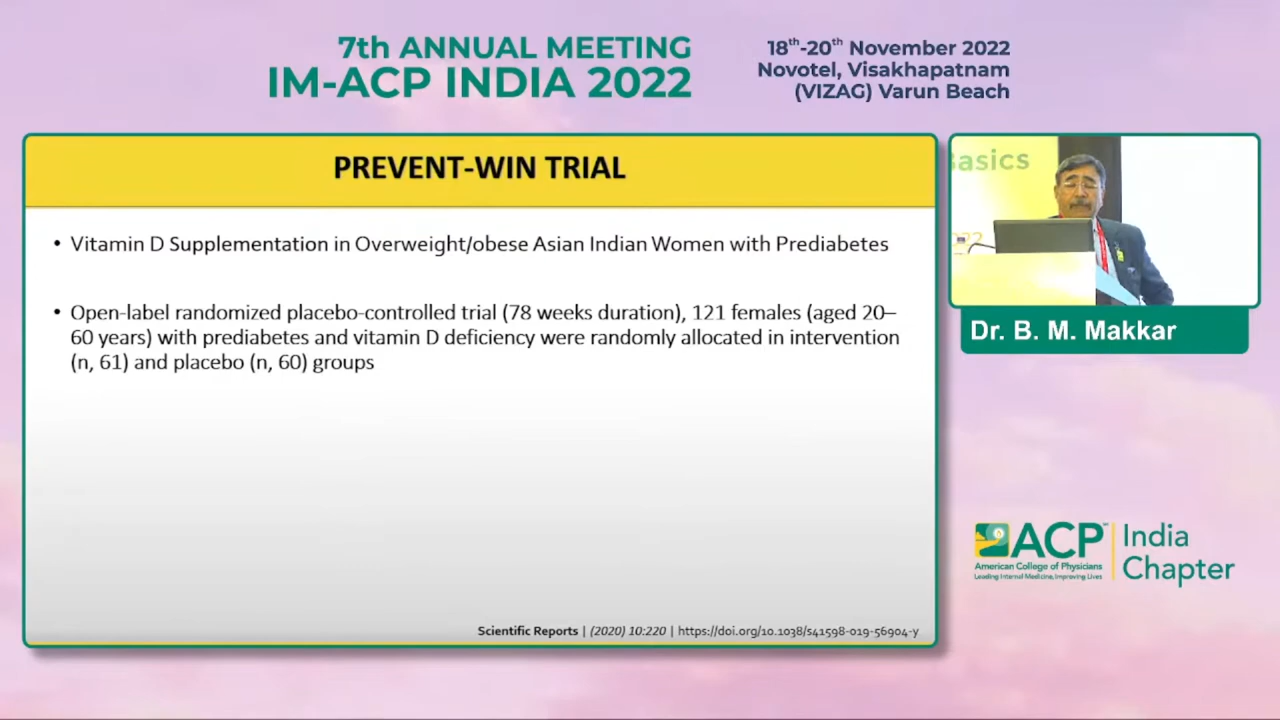 7th ANNUAL MEETING
IM-ACP INDIA 2022
18th-20th November 2022
Novotel, Visakhapatnam
(VIZAG) Varun Beach
PREVENT-WIN TRIAL
• Vitamin D Supplementation in Overweight/obese Asian Indian Women with Prediabetes
• Open-label randomized placebo-controlled trial (78 weeks duration), 121 females (aged 20–
60 years) with prediabetes and vitamin D deficiency were randomly allocated in intervention
(n, 61) and placebo (n, 60) groups
Scientific Reports | (2020) 10:220 | https://doi.org/10.1038/s41598-019-56904-y
Basics
Dr. B. M. Makkar
ACP
American College of Physicians
Leading Internal Medicine, Improving Lives
India
Chapter